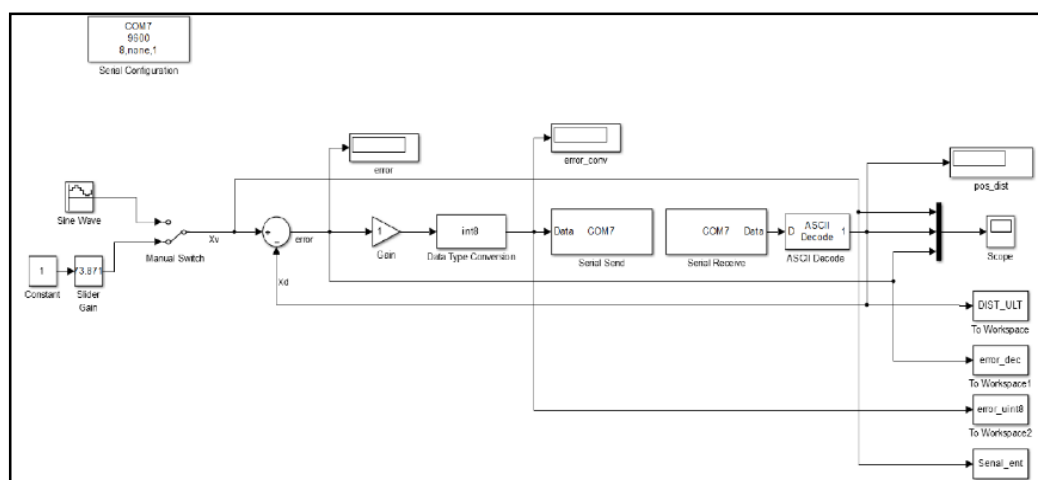 COM7
9600
8,none,1
Serial Configuration
error
error_conv
pos_dist
Sine Wave
Xv
Manual Switch
+
−
error
1
Gain
int8
Data Type Conversion
Data COM7
Serial Send
COM7 Data
Serial Receive
D ASCII Decode 1
ASCII Decode
Scope
1
Constant
73.871
Slider
Gain
Xd
DIST_ULT
To Workspace
error_dec
To Workspace1
error_uint8
To Workspace2
Serial_ent